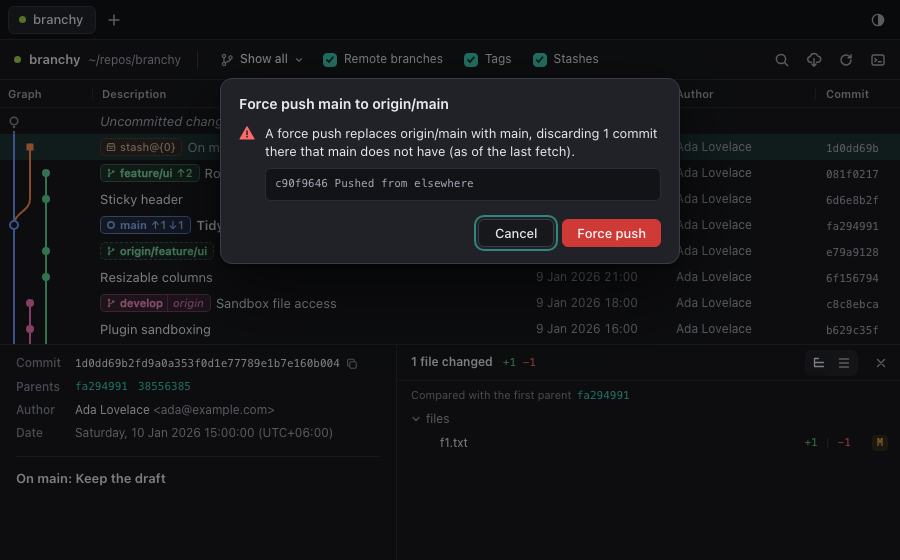 branchy
branchy ~/repos/branchy Show all Remote branches Tags Stashes
Graph Description Author Commit
Force push main to origin/main
A force push replaces origin/main with main, discarding 1 commit
there that main does not have (as of the last fetch).
c90f9646 Pushed from elsewhere
Cancel Force push
Uncommitted chang
stash@{0} On m Ada Lovelace 1d0dd69b
feature/ui ↑2 Ro Ada Lovelace 081f0217
Sticky header Ada Lovelace 6d6e8b2f
main ↑1↓1 Tidy Ada Lovelace fa294991
origin/feature/ui Ada Lovelace e79a9128
Resizable columns 9 Jan 2026 21:00 Ada Lovelace 6f156794
develop origin Sandbox file access 9 Jan 2026 18:00 Ada Lovelace c8c8ebca
Plugin sandboxing 9 Jan 2026 16:00 Ada Lovelace b629c35f
Commit 1d0dd69b2fd9a0a353f0d1e77789e1b7e160b004
Parents fa294991 38556385
Author Ada Lovelace <ada@example.com>
Date Saturday, 10 Jan 2026 15:00:00 (UTC+06:00)
On main: Keep the draft
1 file changed +1 −1
Compared with the first parent fa294991
files
f1.txt +1 −1 M